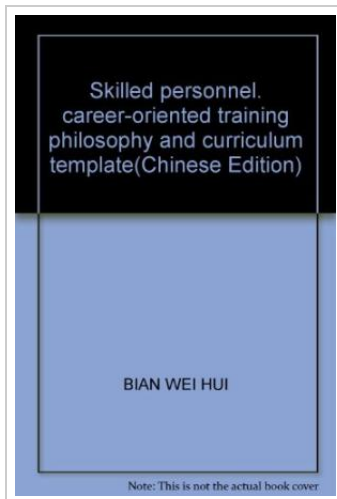 Skilled personnel.
career-oriented training
philosophy and curriculum
template(Chinese Edition)
BIAN WEI HUI
Note: This is not the actual book cover